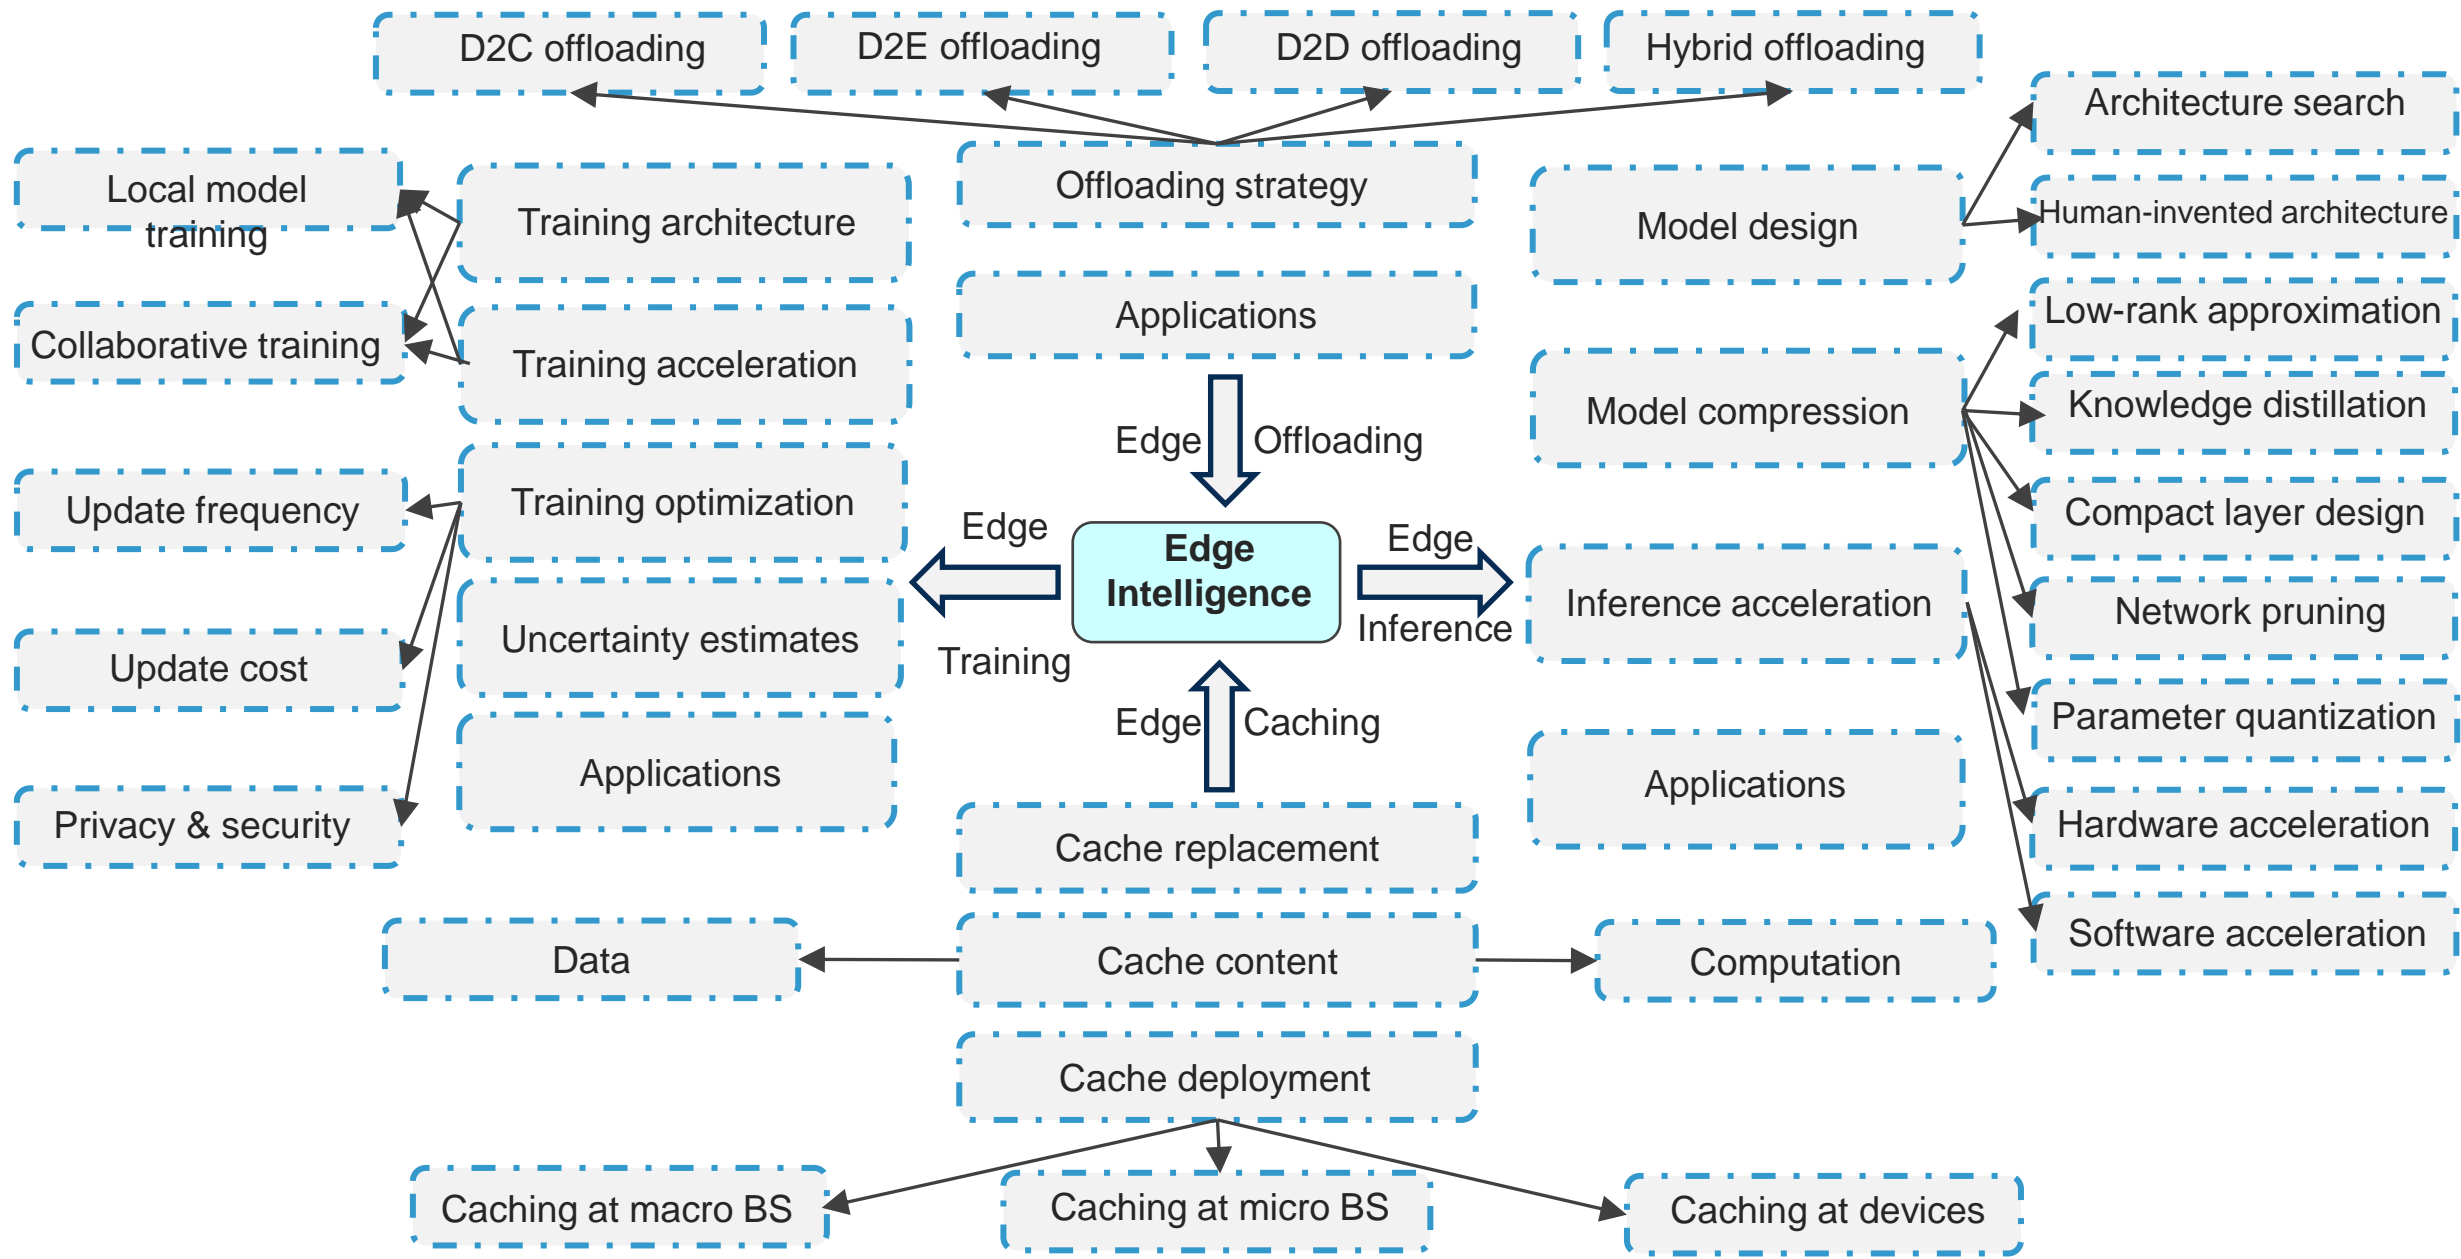 D2C offloading
D2E offloading
D2D offloading
Hybrid offloading
Architecture search
Local model
training
Training architecture
Offloading strategy
Model design
Human-invented architecture
Collaborative training
Training acceleration
Applications
Model compression
Low-rank approximation
Knowledge distillation
Edge Offloading
Update frequency
Training optimization
Edge
Edge
Intelligence
Edge
Compact layer design
Inference acceleration
Network pruning
Inference
Update cost
Uncertainty estimates
Training
Edge Caching
Parameter quantization
Applications
Applications
Privacy & security
Hardware acceleration
Cache replacement
Software acceleration
Data
Cache content
Computation
Cache deployment
Caching at macro BS
Caching at micro BS
Caching at devices